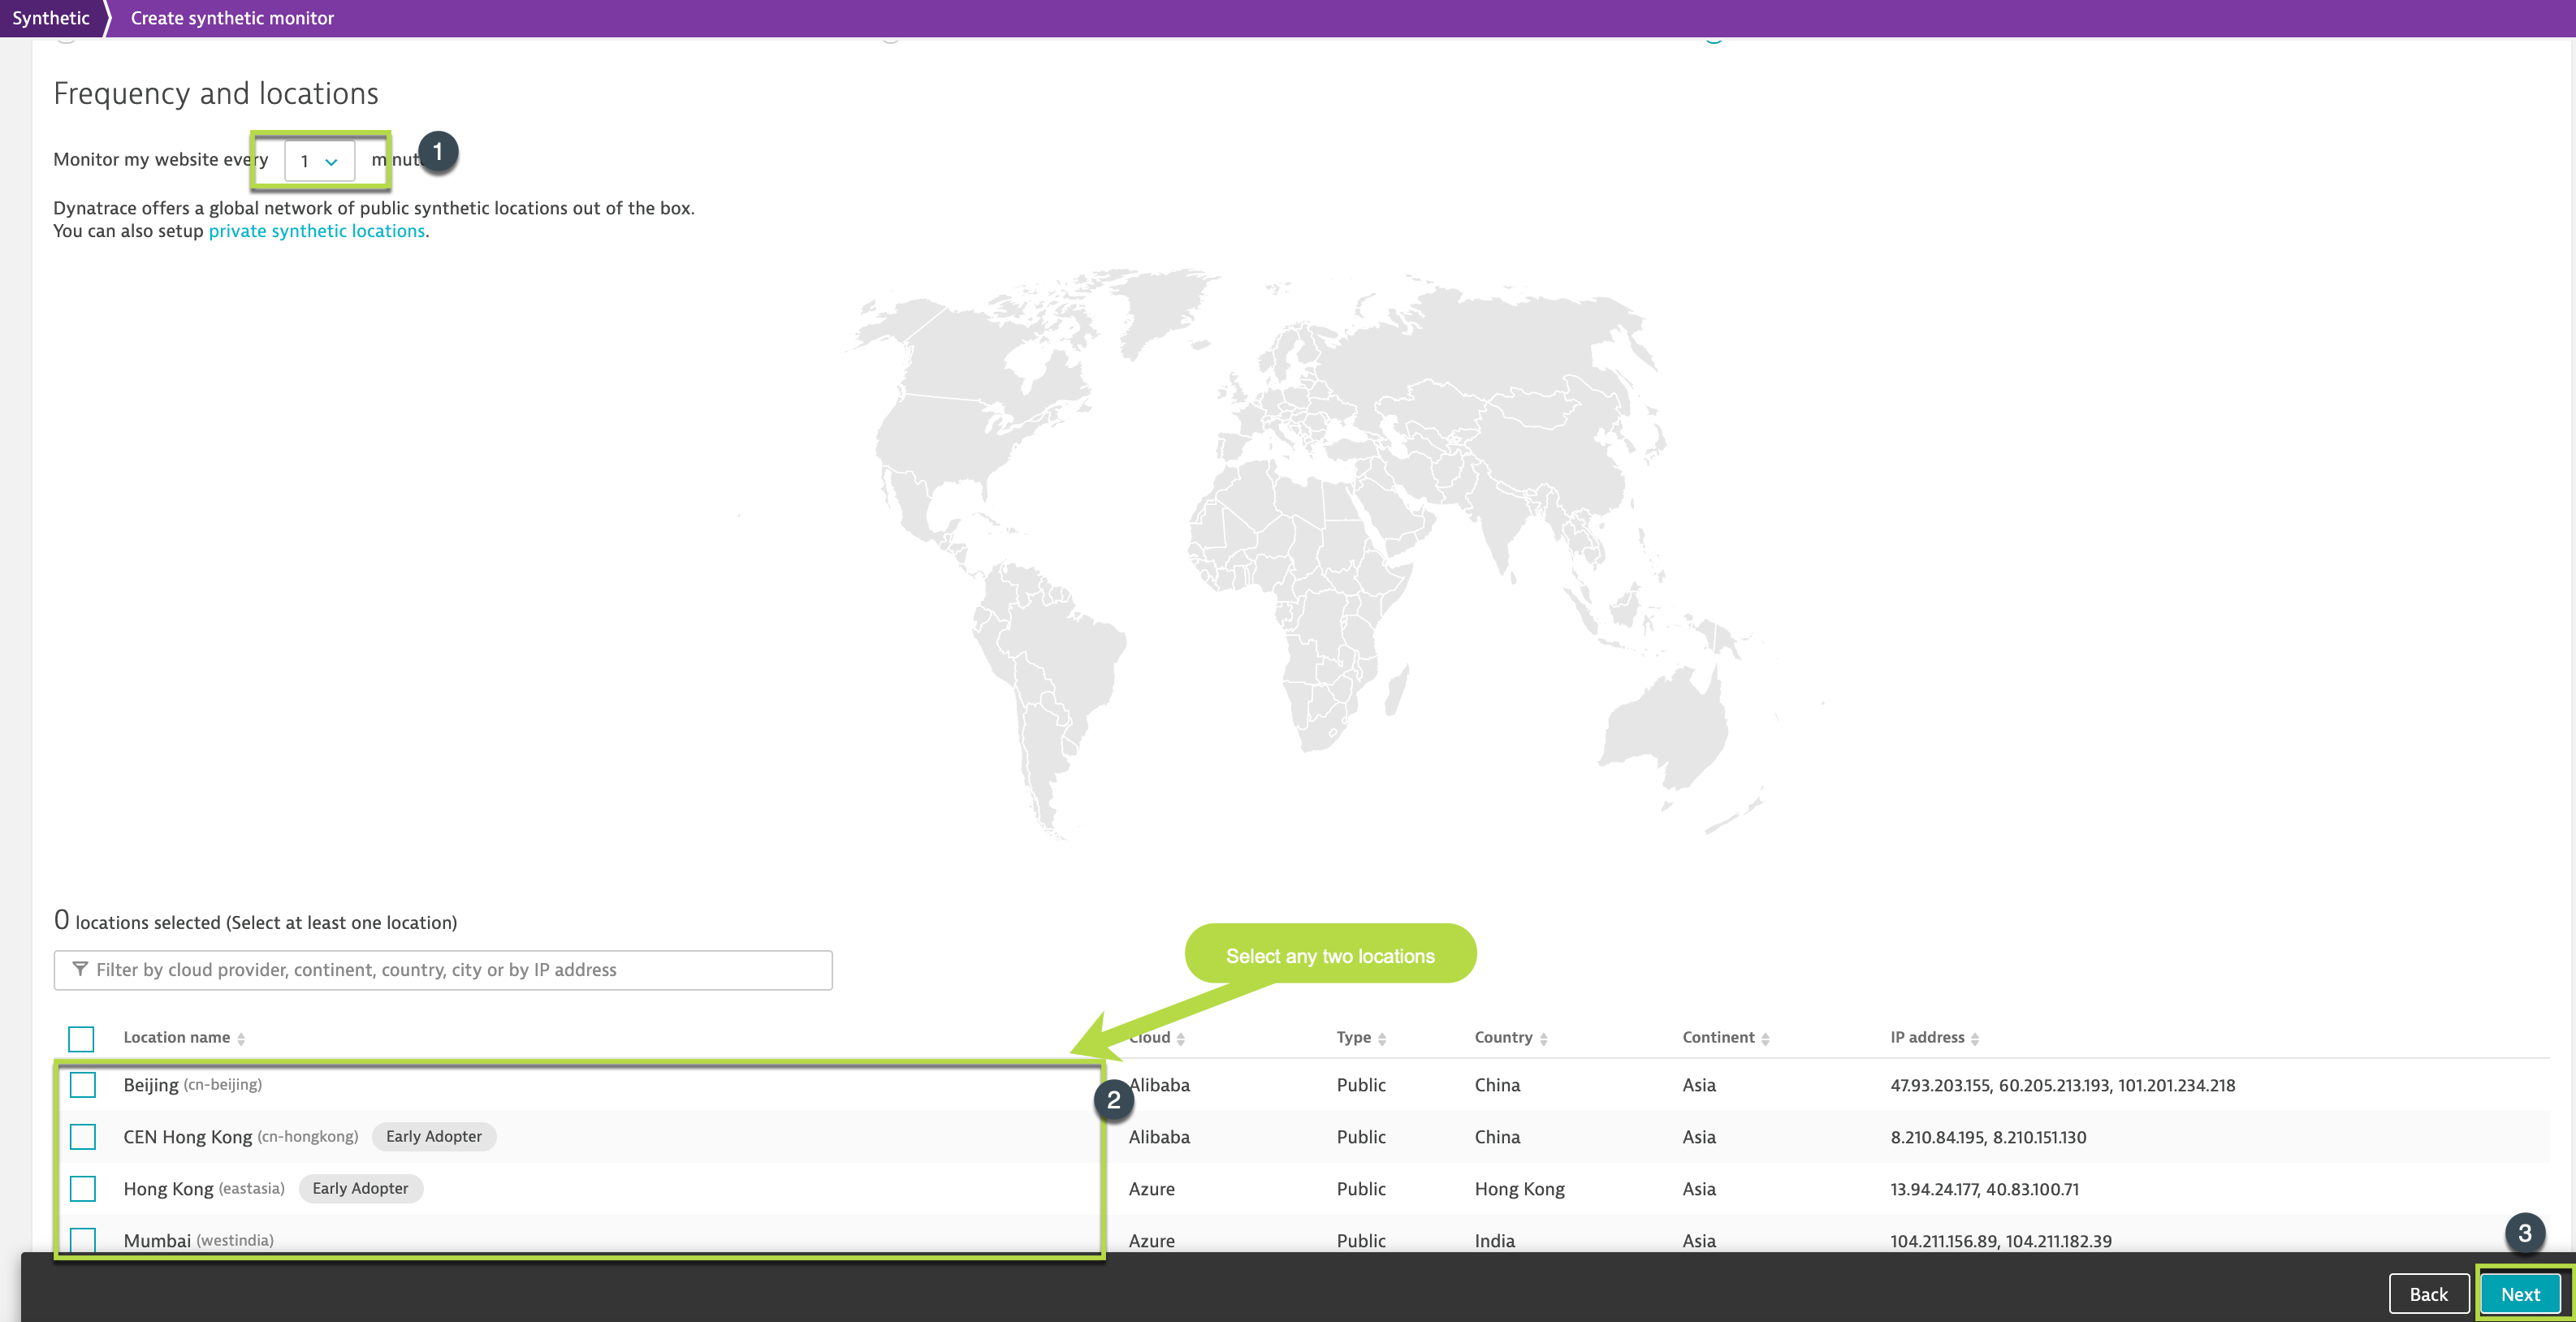 Synthetic
Create synthetic monitor
Frequency and locations
Monitor my website every 1
1
Dynatrace offers a global network of public synthetic locations out of the box.
You can also setup private synthetic locations.
0 locations selected (Select at least one location)
Select any two locations
Filter by cloud provider, continent, country, city or by IP address
Location name Cloud Type Country Continent IP address
Beijing (cn-beijing) Alibaba Public China Asia 47.93.203.155, 60.205.213.193, 101.201.234.218
2
CEN Hong Kong (cn-hongkong) Early Adopter Alibaba Public China Asia 8.210.84.195, 8.210.151.130
Hong Kong (eastasia) Early Adopter Azure Public Hong Kong Asia 13.94.24.177, 40.83.100.71
Mumbai (westindia) Azure Public India Asia 104.211.156.89, 104.211.182.39
3
Back
Next